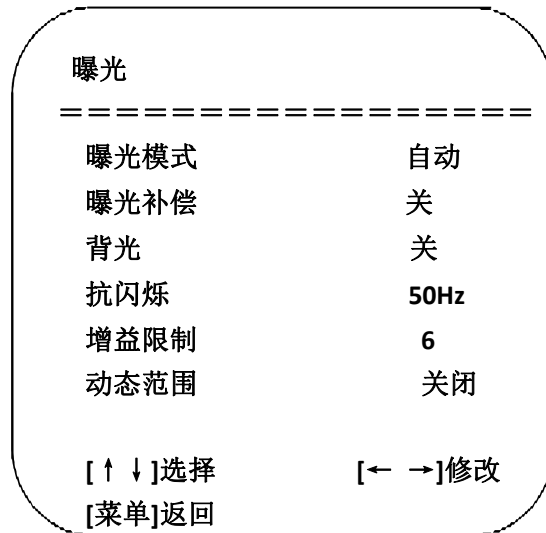 曝光
==================
曝光模式 自动
曝光补偿 关
背光 关
抗闪烁 50Hz
增益限制 6
动态范围 关闭
[↑↓]选择 [← →]修改
[菜单]返回